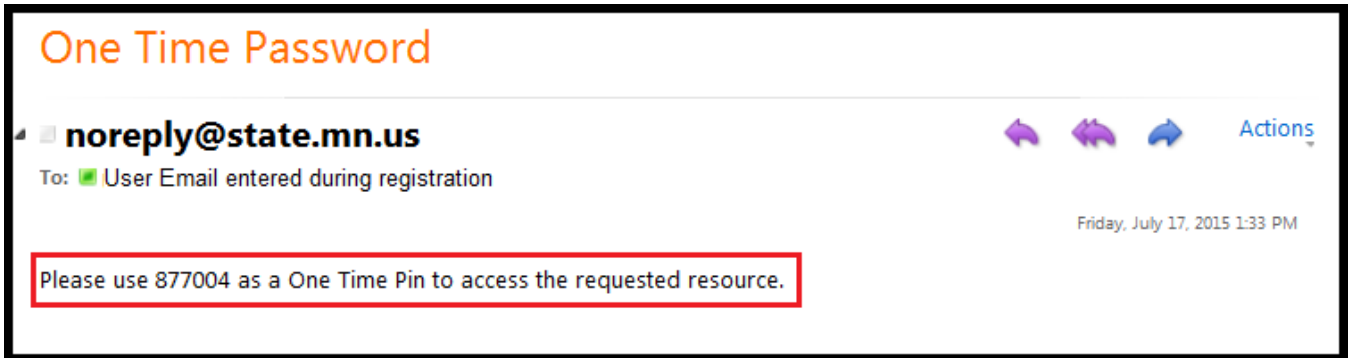 One Time Password
noreply@state.mn.us
Actions
To: User Email entered during registration
Friday, July 17, 2015 1:33 PM
Please use 877004 as a One Time Pin to access the requested resource.